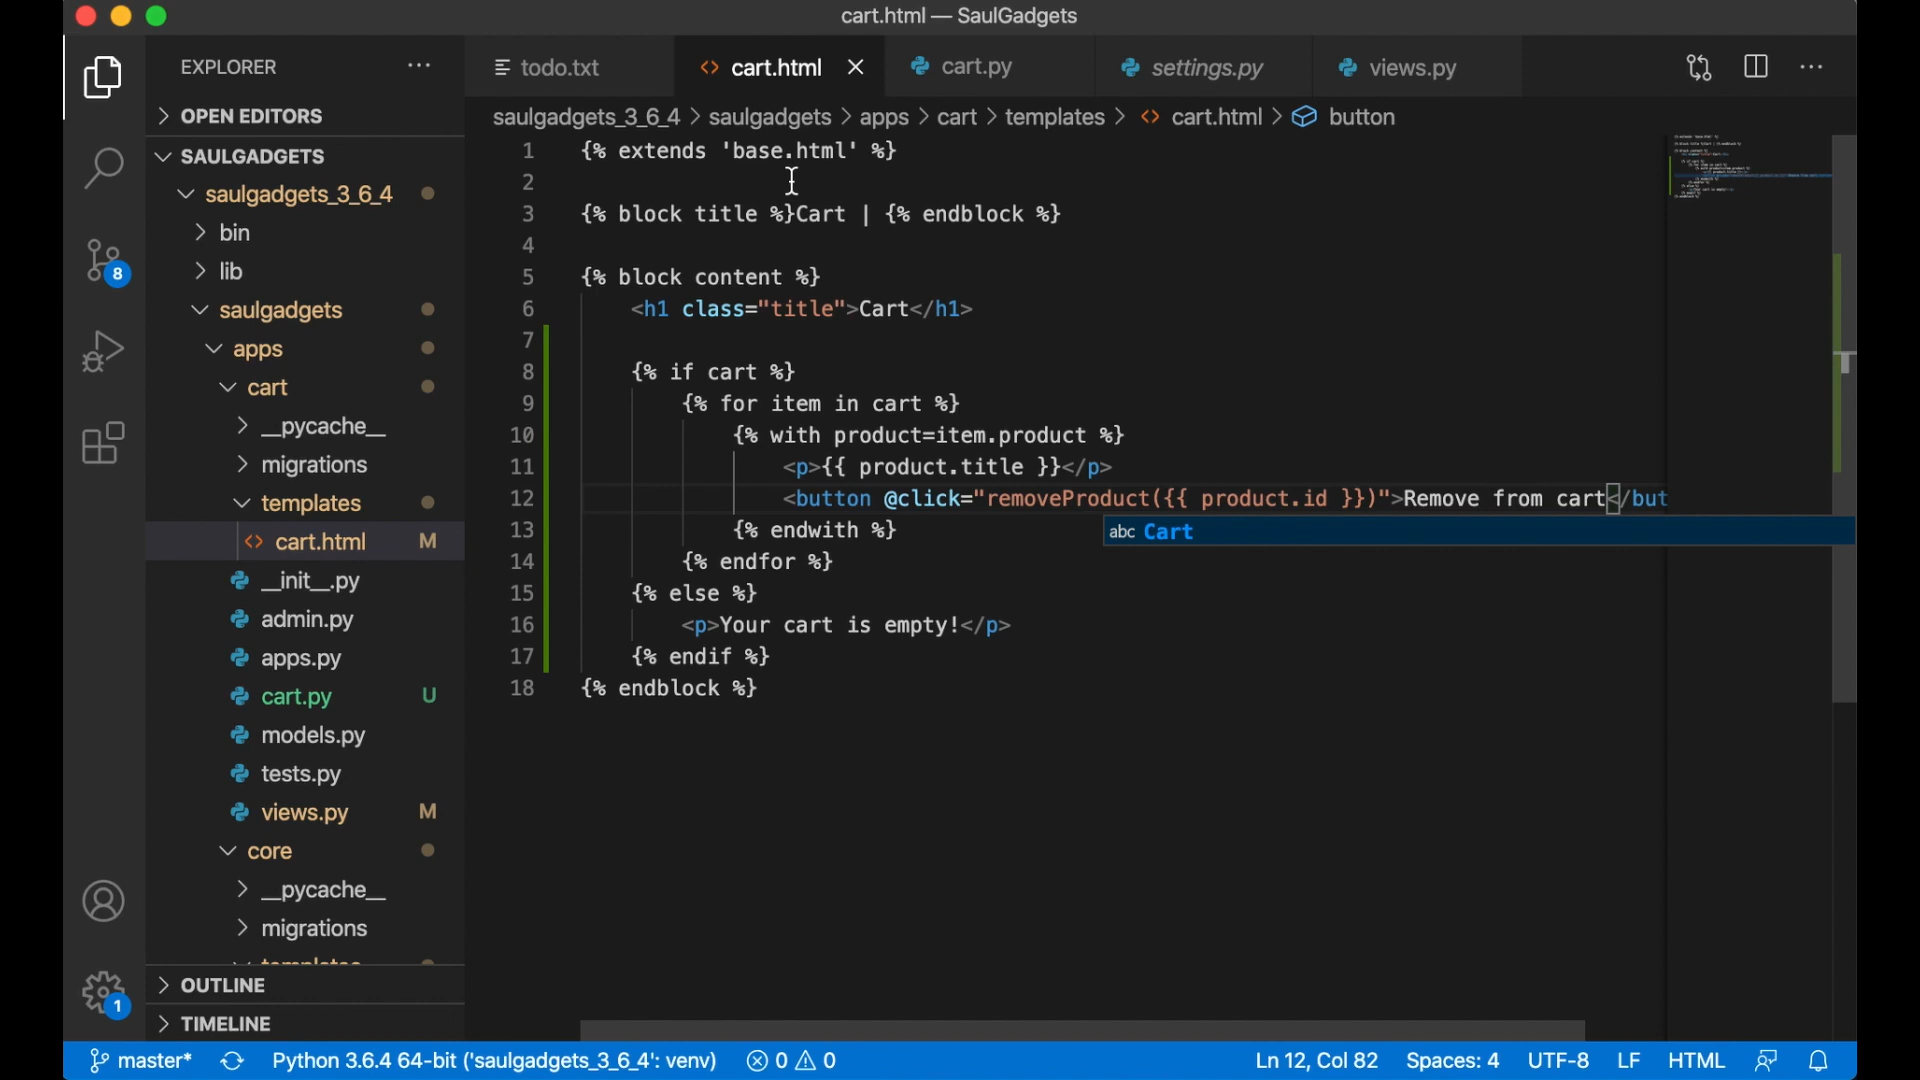 cart.html — SaulGadgets
EXPLORER
todo.txt
cart.html
cart.py
settings.py
views.py
saulgadgets_3_6_4 > saulgadgets > apps > cart > templates > cart.html > button
OPEN EDITORS
SAULGADGETS
saulgadgets_3_6_4
bin
lib
saulgadgets
apps
cart
__pycache__
migrations
templates
cart.html M
__init__.py
admin.py
apps.py
cart.py U
models.py
tests.py
views.py M
core
__pycache__
migrations
templates
OUTLINE
TIMELINE
8
1
1 {% extends 'base.html' %}
2
3 {% block title %}Cart | {% endblock %}
4
5 {% block content %}
6 <h1 class="title">Cart</h1>
7
8 {% if cart %}
9 {% for item in cart %}
10 {% with product=item.product %}
11 <p>{{ product.title }}</p>
12 <button @click="removeProduct({{ product.id }})">Remove from cart</but
abc Cart
13 {% endwith %}
14 {% endfor %}
15 {% else %}
16 <p>Your cart is empty!</p>
17 {% endif %}
18 {% endblock %}
master* Python 3.6.4 64-bit ('saulgadgets_3_6_4': venv) 0 0 Ln 12, Col 82 Spaces: 4 UTF-8 LF HTML